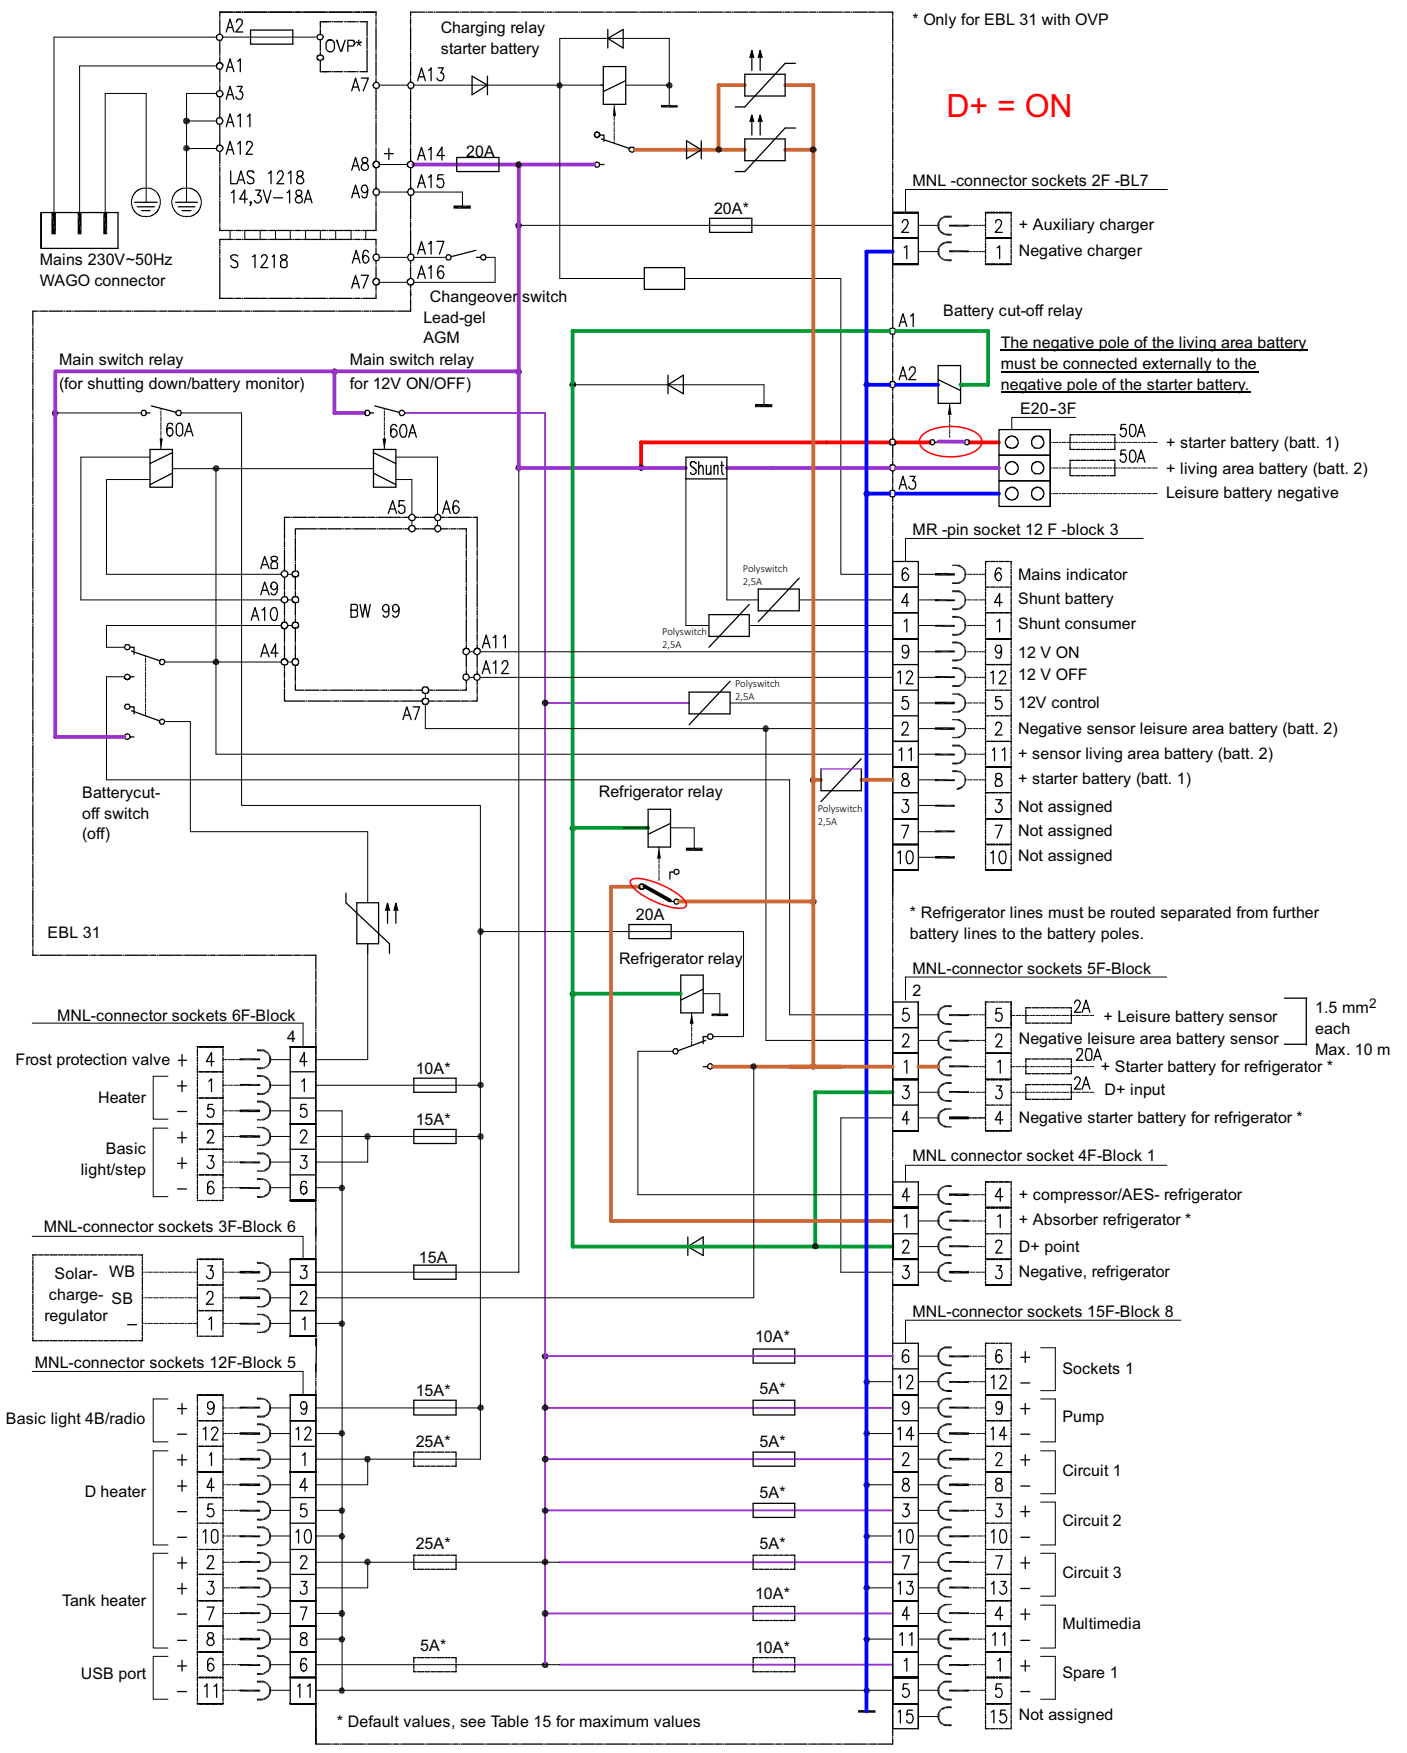 * Only for EBL 31 with OVP
D+ = ON
A2
OVP*
A1
A3
A11
A12
LAS 1218
14,3V-18A
A7
A8
+
A9
S 1218
A6
A7
Mains 230V~50Hz
WAGO connector
Charging relay
starter battery
A13
A14
20A
A15
A17
A16
Changeover switch
Lead-gel
AGM
20A*
MNL -connector sockets 2F -BL7
2 2 + Auxiliary charger
1 1 Negative charger
A1
Battery cut-off relay
The negative pole of the living area battery
must be connected externally to the
negative pole of the starter battery.
A2
E20-3F
50A
+ starter battery (batt. 1)
50A
+ living area battery (batt. 2)
A3
Leisure battery negative
Main switch relay
(for shutting down/battery monitor)
60A
Main switch relay
for 12V ON/OFF)
60A
Shunt
A5
A6
A8
A9
A10
A4
BW 99
A11
A12
A7
Polyswitch
2,5A
Polyswitch
2,5A
Polyswitch
2,5A
Polyswitch
2,5A
MR -pin socket 12 F -block 3
6 6 Mains indicator
4 4 Shunt battery
1 1 Shunt consumer
9 9 12 V ON
12 12 12 V OFF
5 5 12V control
2 2 Negative sensor leisure area battery (batt. 2)
11 11 + sensor living area battery (batt. 2)
8 8 + starter battery (batt. 1)
3 3 Not assigned
7 7 Not assigned
10 10 Not assigned
Batterycut-
off switch
(off)
EBL 31
Refrigerator relay
20A
Refrigerator relay
* Refrigerator lines must be routed separated from further
battery lines to the battery poles.
MNL-connector sockets 5F-Block
2
5 5 2A + Leisure battery sensor
2 2 Negative leisure area battery sensor
1.5 mm2
each
Max. 10 m
1 1 20A + Starter battery for refrigerator *
3 3 2A D+ input
4 4 Negative starter battery for refrigerator *
MNL connector socket 4F-Block 1
4 4 + compressor/AES- refrigerator
1 1 + Absorber refrigerator *
2 2 D+ point
3 3 Negative, refrigerator
MNL-connector sockets 6F-Block
4
Frost protection valve + 4 4
Heater
+ 1 1 10A*
- 5 5
Basic
light/step
+ 2 2 15A*
+ 3 3
- 6 6
MNL-connector sockets 3F-Block 6
Solar-
charge-
regulator
WB 3 3 15A
SB 2 2
- 1 1
MNL-connector sockets 12F-Block 5
Basic light 4B/radio
+ 9 9 15A*
- 12 12
D heater
+ 1 1 25A*
+ 4 4
- 5 5
- 10 10
Tank heater
+ 2 2 25A*
+ 3 3
- 7 7
- 8 8
USB port
+ 6 6 5A*
- 11 11
MNL-connector sockets 15F-Block 8
10A* 6 6 +
12 12 -
Sockets 1
5A* 9 9 +
14 14 -
Pump
5A* 2 2 +
8 8 -
Circuit 1
5A* 3 3 +
10 10 -
Circuit 2
5A* 7 7 +
13 13 -
Circuit 3
10A* 4 4 +
11 11 -
Multimedia
10A* 1 1 +
5 5 -
Spare 1
15 15 Not assigned
* Default values, see Table 15 for maximum values